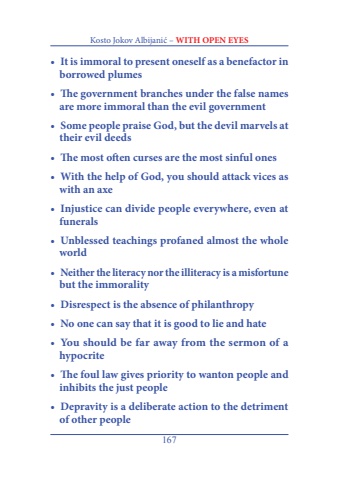 Kosto Jokov Albijanić – WITH OPEN EYES
• It is immoral to present oneself as a benefactor in
borrowed plumes
• The government branches under the false names
are more immoral than the evil government
• Some people praise God, but the devil marvels at
their evil deeds
• The most often curses are the most sinful ones
• With the help of God, you should attack vices as
with an axe
• Injustice can divide people everywhere, even at
funerals
• Unblessed teachings profaned almost the whole
world
• Neither the literacy nor the illiteracy is a misfortune
but the immorality
• Disrespect is the absence of philanthropy
• No one can say that it is good to lie and hate
• You should be far away from the sermon of a
hypocrite
• The foul law gives priority to wanton people and
inhibits the just people
• Depravity is a deliberate action to the detriment
of other people
167